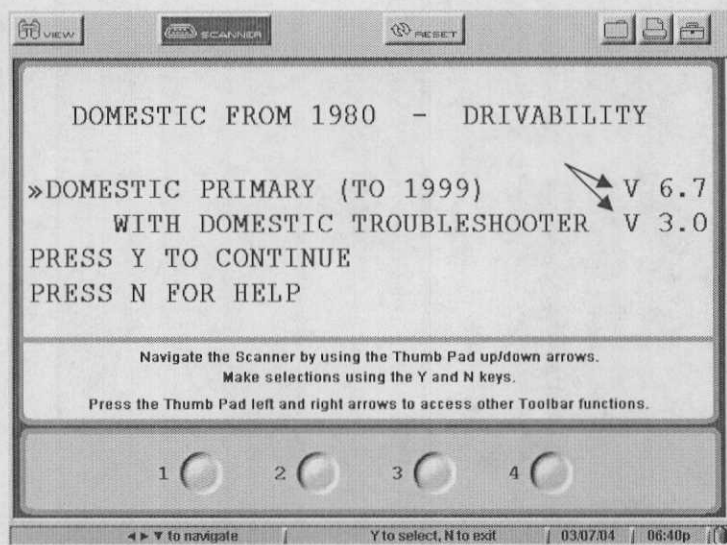 VIEW SCANNER RESET
DOMESTIC FROM 1980 - DRIVABILITY
»DOMESTIC PRIMARY (TO 1999) V 6.7
WITH DOMESTIC TROUBLESHOOTER V 3.0
PRESS Y TO CONTINUE
PRESS N FOR HELP
Navigate the Scanner by using the Thumb Pad up/down arrows.
Make selections using the Y and N keys.
Press the Thumb Pad left and right arrows to access other Toolbar functions.
1 2 3 4
◄ ► ▼ to navigate Y to select, N to exit 03/07/04 06:40p